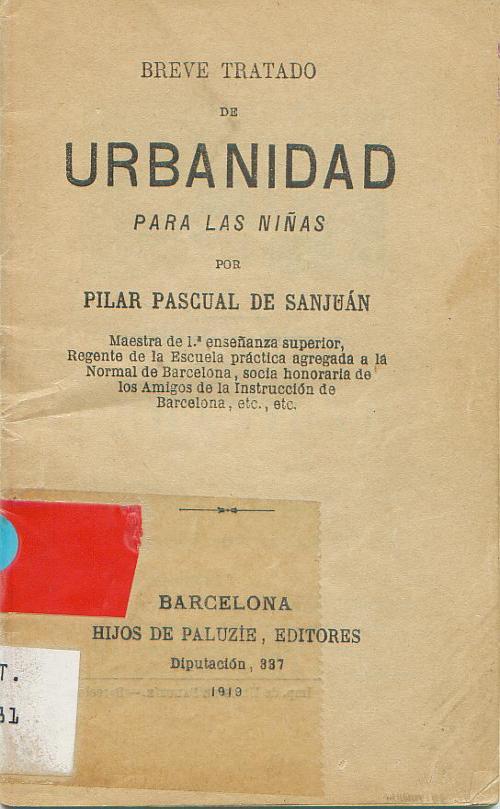 BREVE TRATADO
DE
URBANIDAD
PARA LAS NIÑAS
POR
PILAR PASCUAL DE SANJUÁN
Maestra de 1.ª enseñanza superior,
Regente de la Escuela práctica agregada a la
Normal de Barcelona, socia honoraria de
los Amigos de la Instrucción de
Barcelona, etc., etc.
BARCELONA
HIJOS DE PALUZÍE, EDITORES
Diputación, 337
1919
T.
31